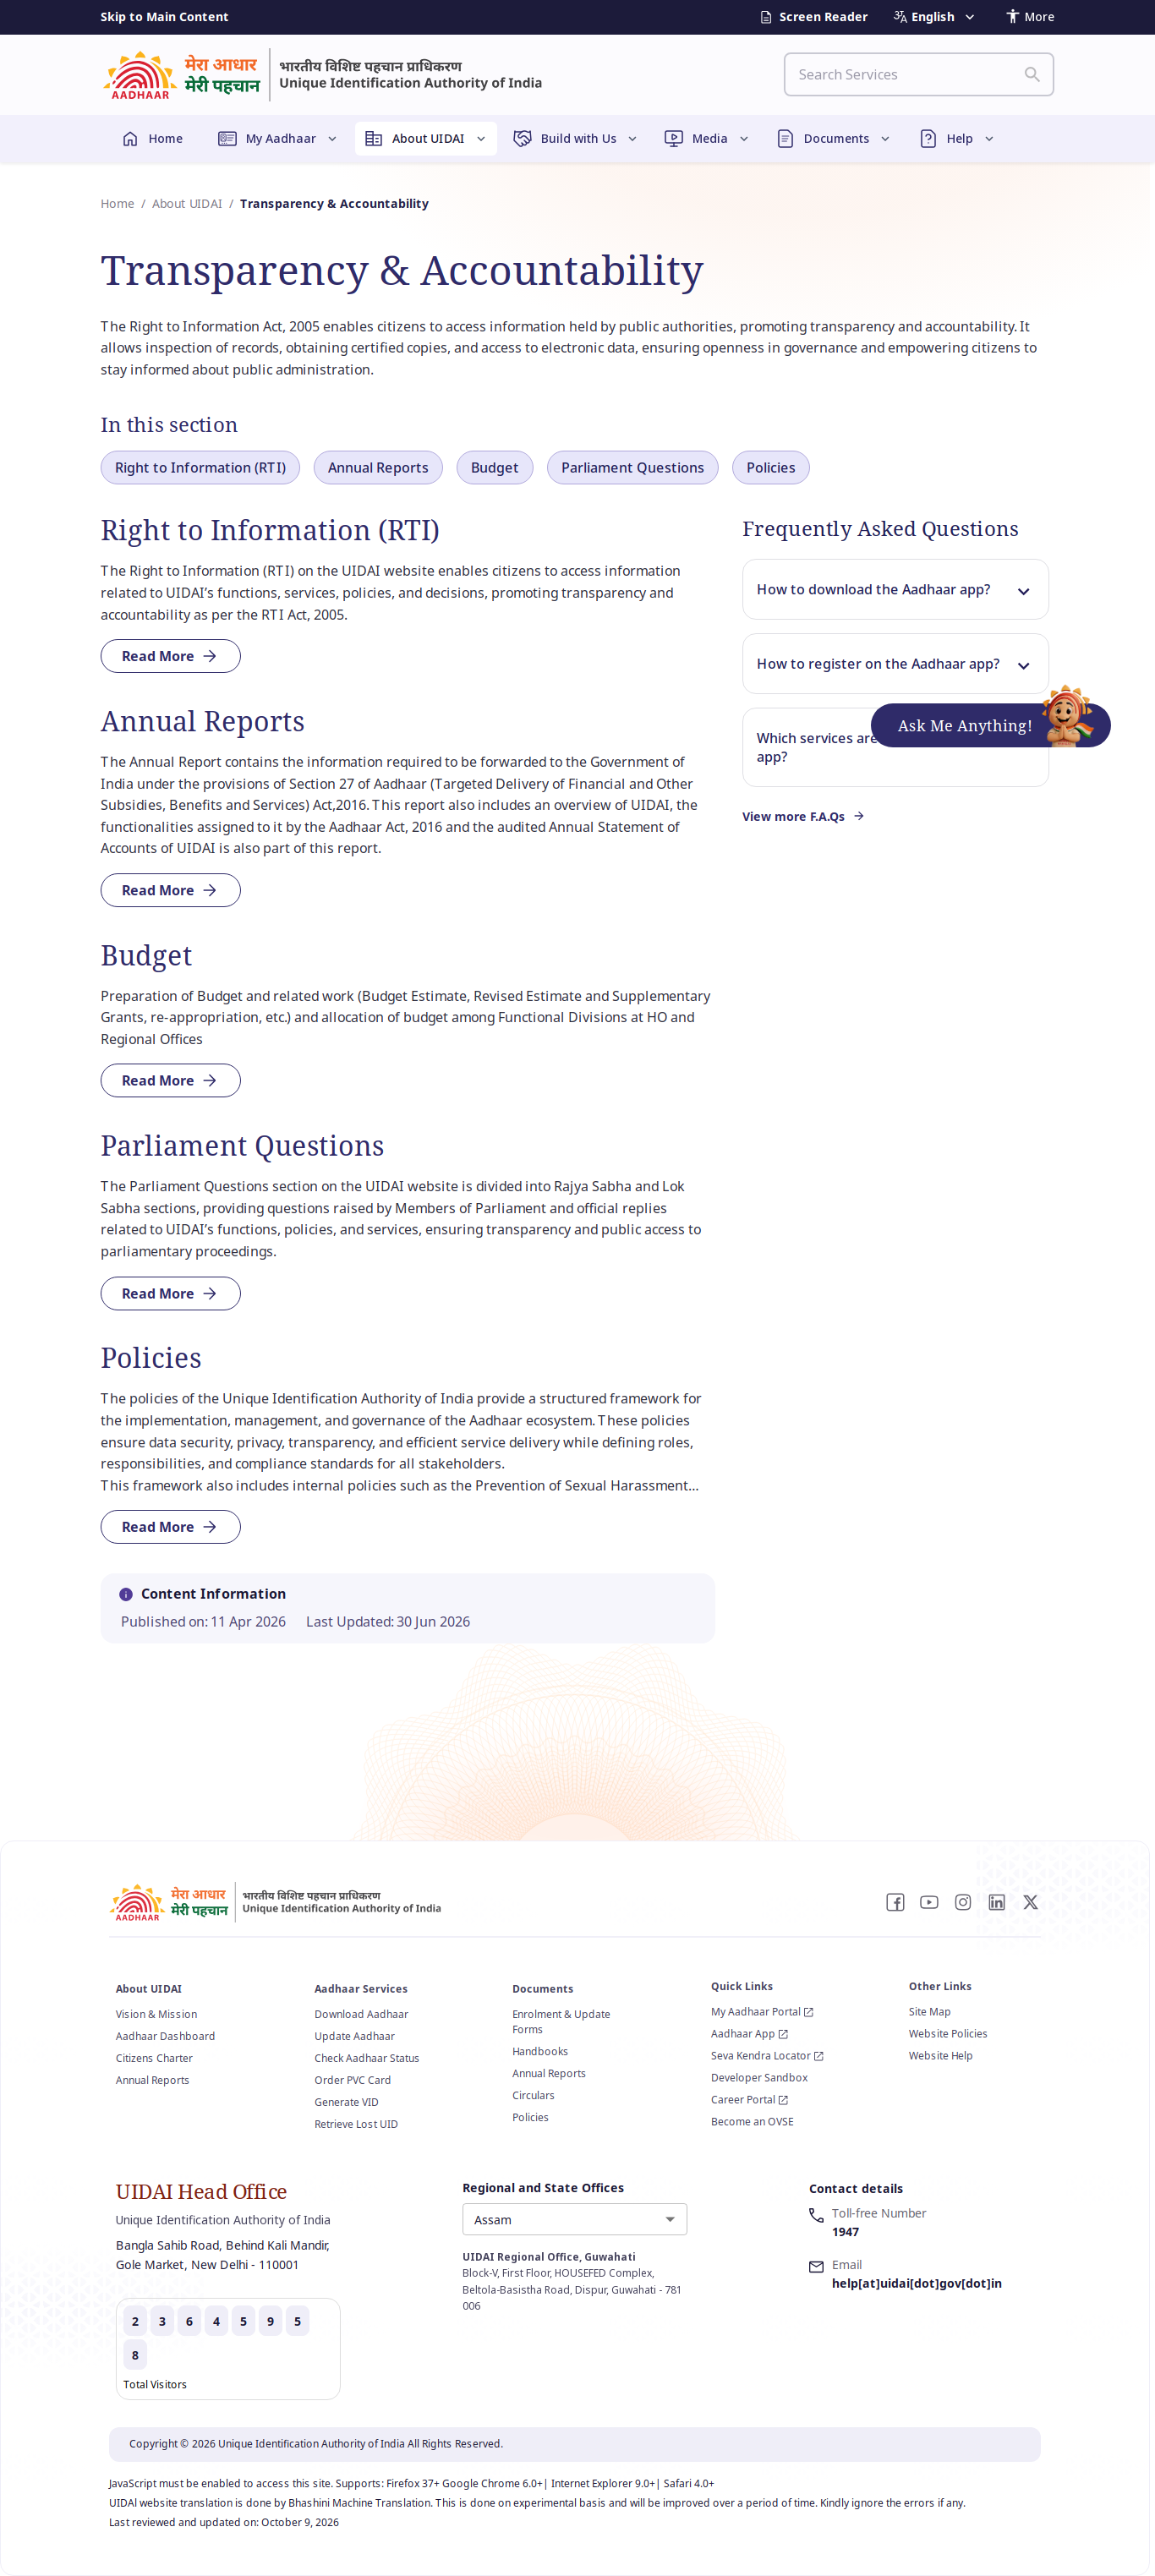 Skip to Main Content
Screen Reader
English
More
AADHAAR
मेरा आधार
मेरी पहचान
भारतीय विशिष्ट पहचान प्राधिकरण
Unique Identification Authority of India
Search Services
Home
My Aadhaar
About UIDAI
Build with Us
Media
Documents
Help
Home / About UIDAI / Transparency & Accountability
Transparency & Accountability
The Right to Information Act, 2005 enables citizens to access information held by public authorities, promoting transparency and accountability. It
allows inspection of records, obtaining certified copies, and access to electronic data, ensuring openness in governance and empowering citizens to
stay informed about public administration.
In this section
Right to Information (RTI)
Annual Reports
Budget
Parliament Questions
Policies
Right to Information (RTI)
The Right to Information (RTI) on the UIDAI website enables citizens to access information
related to UIDAI’s functions, services, policies, and decisions, promoting transparency and
accountability as per the RTI Act, 2005.
Read More
Annual Reports
The Annual Report contains the information required to be forwarded to the Government of
India under the provisions of Section 27 of Aadhaar (Targeted Delivery of Financial and Other
Subsidies, Benefits and Services) Act,2016. This report also includes an overview of UIDAI, the
functionalities assigned to it by the Aadhaar Act, 2016 and the audited Annual Statement of
Accounts of UIDAI is also part of this report.
Read More
Budget
Preparation of Budget and related work (Budget Estimate, Revised Estimate and Supplementary
Grants, re-appropriation, etc.) and allocation of budget among Functional Divisions at HO and
Regional Offices
Read More
Parliament Questions
The Parliament Questions section on the UIDAI website is divided into Rajya Sabha and Lok
Sabha sections, providing questions raised by Members of Parliament and official replies
related to UIDAI’s functions, policies, and services, ensuring transparency and public access to
parliamentary proceedings.
Read More
Policies
The policies of the Unique Identification Authority of India provide a structured framework for
the implementation, management, and governance of the Aadhaar ecosystem. These policies
ensure data security, privacy, transparency, and efficient service delivery while defining roles,
responsibilities, and compliance standards for all stakeholders.
This framework also includes internal policies such as the Prevention of Sexual Harassment...
Read More
Content Information
Published on: 11 Apr 2026 Last Updated: 30 Jun 2026
Frequently Asked Questions
How to download the Aadhaar app?
How to register on the Aadhaar app?
Which services are
app?
Ask Me Anything!
View more F.A.Qs
AADHAAR
मेरा आधार
मेरी पहचान
भारतीय विशिष्ट पहचान प्राधिकरण
Unique Identification Authority of India
About UIDAI
Vision & Mission
Aadhaar Dashboard
Citizens Charter
Annual Reports
Aadhaar Services
Download Aadhaar
Update Aadhaar
Check Aadhaar Status
Order PVC Card
Generate VID
Retrieve Lost UID
Documents
Enrolment & Update
Forms
Handbooks
Annual Reports
Circulars
Policies
Quick Links
My Aadhaar Portal
Aadhaar App
Seva Kendra Locator
Developer Sandbox
Career Portal
Become an OVSE
Other Links
Site Map
Website Policies
Website Help
UIDAI Head Office
Unique Identification Authority of India
Bangla Sahib Road, Behind Kali Mandir,
Gole Market, New Delhi - 110001
2 3 6 4 5 9 5
8
Total Visitors
Regional and State Offices
Assam
UIDAI Regional Office, Guwahati
Block-V, First Floor, HOUSEFED Complex,
Beltola-Basistha Road, Dispur, Guwahati - 781
006
Contact details
Toll-free Number
1947
Email
help[at]uidai[dot]gov[dot]in
Copyright © 2026 Unique Identification Authority of India All Rights Reserved.
JavaScript must be enabled to access this site. Supports: Firefox 37+ Google Chrome 6.0+| Internet Explorer 9.0+| Safari 4.0+
UIDAI website translation is done by Bhashini Machine Translation. This is done on experimental basis and will be improved over a period of time. Kindly ignore the errors if any.
Last reviewed and updated on: October 9, 2026